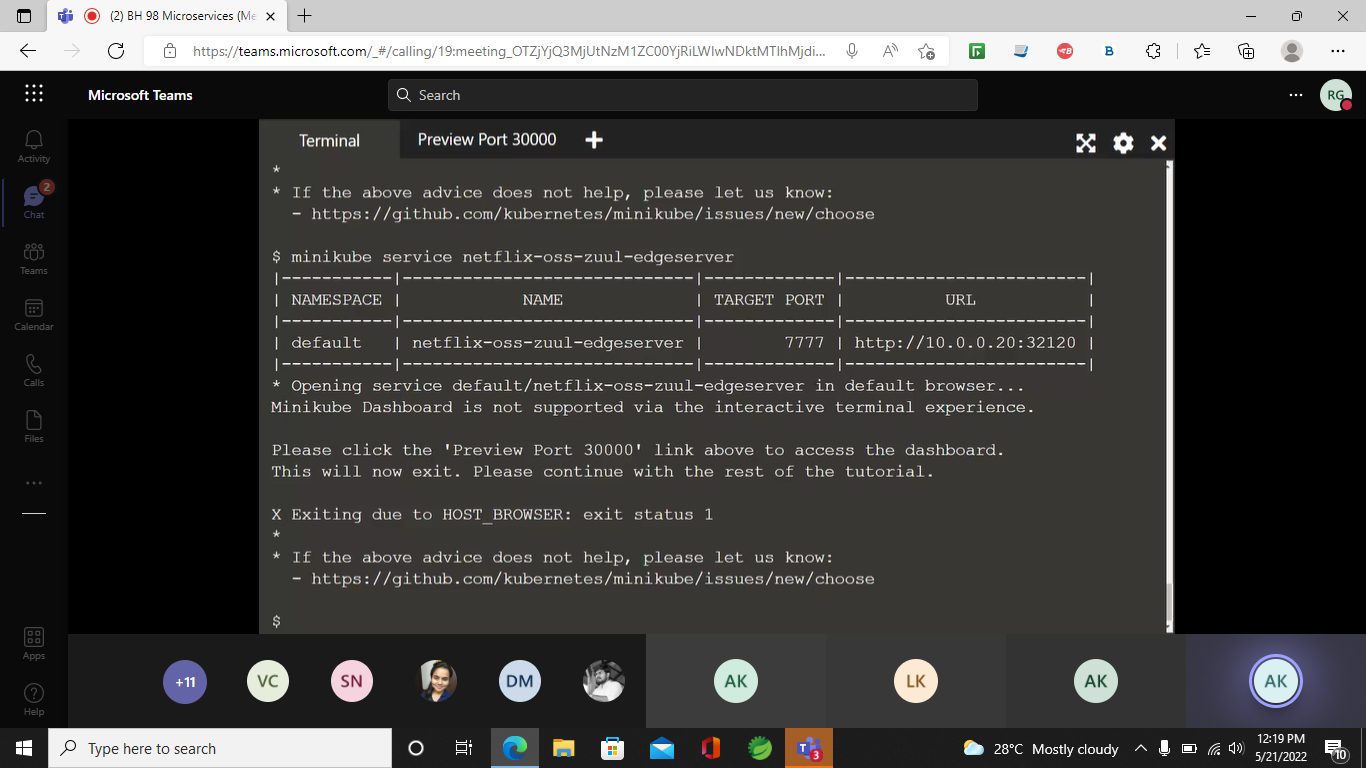 (2) BH 98 Microservices (Me
https://teams.microsoft.com/_#/calling/19:meeting_OTZjYjQ3MjUtNzM1ZC00YjRiLWIwNDktMTlhMjdi...
Microsoft Teams
Search
RG
Activity
2
Chat
Teams
Calendar
Calls
Files
Apps
Help
Terminal
Preview Port 30000
*
* If the above advice does not help, please let us know:
- https://github.com/kubernetes/minikube/issues/new/choose
$ minikube service netflix-oss-zuul-edgeserver
|-----------|-----------------------------|-------------|------------------------|
| NAMESPACE | NAME | TARGET PORT | URL |
|-----------|-----------------------------|-------------|------------------------|
| default | netflix-oss-zuul-edgeserver | 7777 | http://10.0.0.20:32120 |
|-----------|-----------------------------|-------------|------------------------|
* Opening service default/netflix-oss-zuul-edgeserver in default browser...
Minikube Dashboard is not supported via the interactive terminal experience.
Please click the 'Preview Port 30000' link above to access the dashboard.
This will now exit. Please continue with the rest of the tutorial.
X Exiting due to HOST_BROWSER: exit status 1
*
* If the above advice does not help, please let us know:
- https://github.com/kubernetes/minikube/issues/new/choose
$
+11
VC
SN
DM
AK
LK
AK
AK
Type here to search
3
28°C Mostly cloudy
12:19 PM
5/21/2022
10